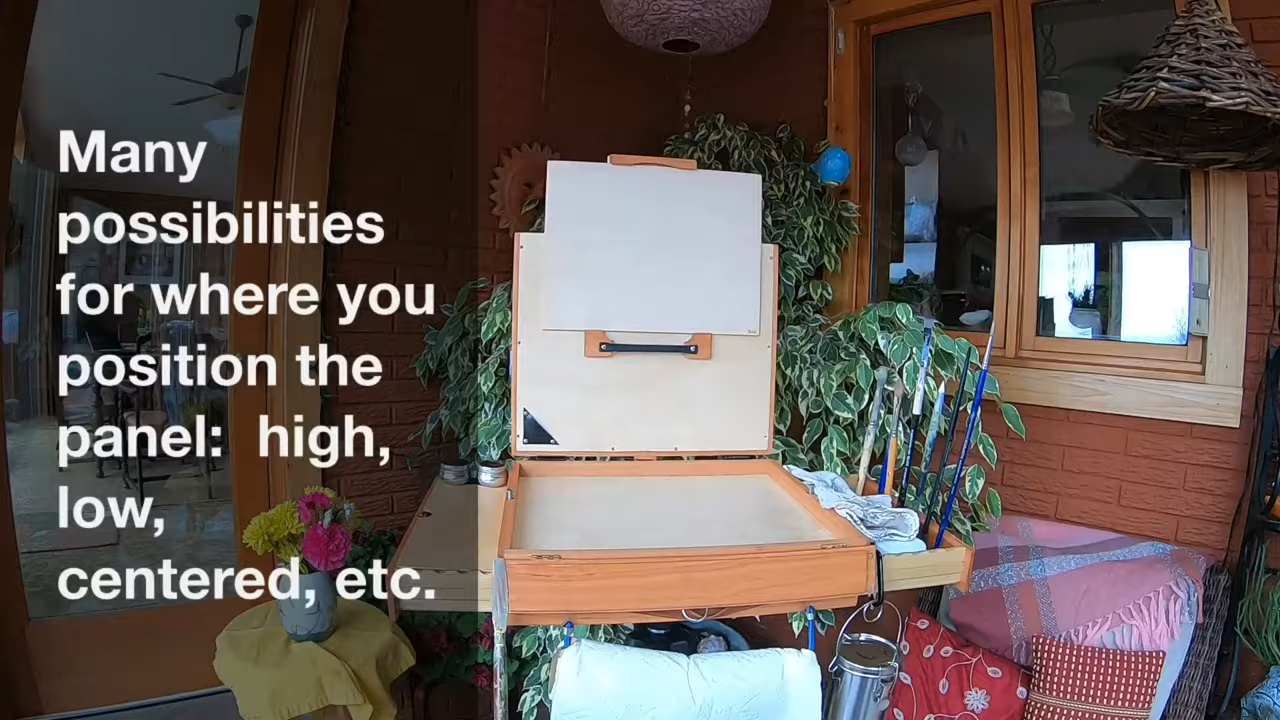 Many
possibilities
for where you
position the
panel:  high,
low,
centered, etc.